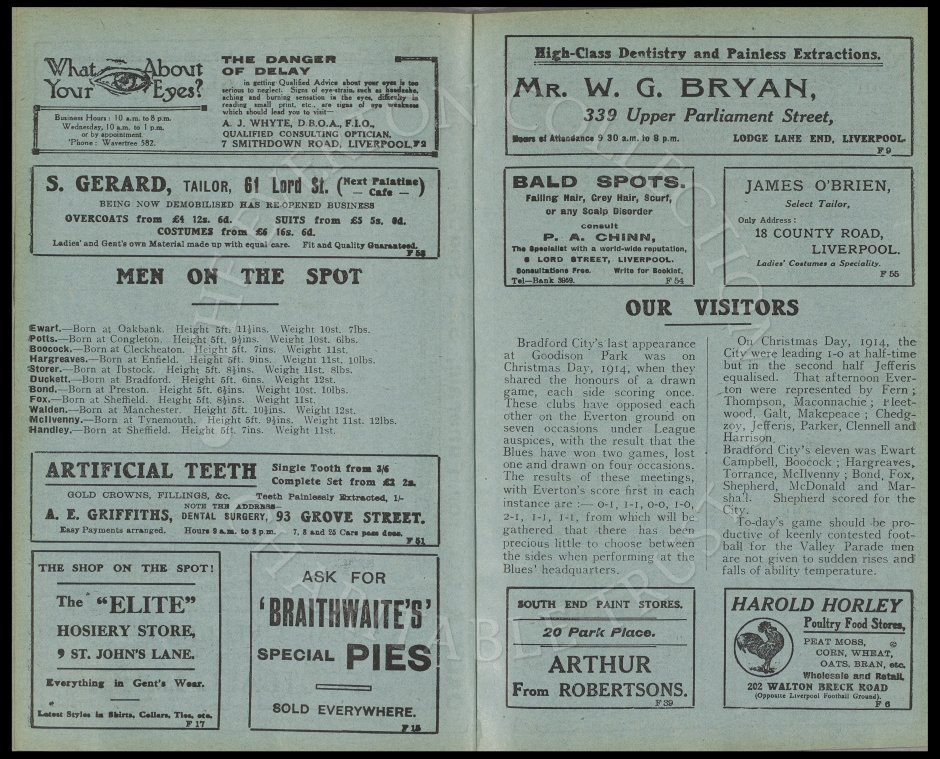 What About
Your Eyes?
Business Hours : 10 a.m. to 8 p.m.
Wednesday, 10 a.m. to 1 p.m.
or by appointment
'Phone : Wavertree 582.
THE DANGER
OF DELAY
in getting Qualified Advice about your eyes is too
serious to neglect. Signs of eye-strain, such as headache,
aching and burning sensation in the eyes, difficulty in
reading small print, etc., are signs of eye weakness
which should lead you to visit—
A. J. WHYTE, D.B.O.A., F.I.O.,
QUALIFIED CONSULTING OPTICIAN,
7 SMITHDOWN ROAD, LIVERPOOL. F2
S. GERARD, TAILOR, 61 Lord St. (Next Palatine — Cafe —)
BEING NOW DEMOBILISED HAS RE-OPENED BUSINESS
OVERCOATS from £4 12s. 6d. SUITS from £5 5s. 0d.
COSTUMES from £6 16s. 6d.
Ladies' and Gent's own Material made up with equal care. Fit and Quality Guaranteed.
F 58
MEN ON THE SPOT
Ewart.—Born at Oakbank. Height 5ft. 11½ins. Weight 10st. 7lbs.
Potts.—Born at Congleton. Height 5ft. 9½ins. Weight 10st. 6lbs.
Boocock.—Born at Cleckheaton. Height 5ft. 7ins. Weight 11st.
Hargreaves.—Born at Enfield. Height 5ft. 9ins. Weight 11st. 10lbs.
Storer.—Born at Ibstock. Height 5ft. 8½ins. Weight 11st. 8lbs.
Duckett.—Born at Bradford. Height 5ft. 6ins. Weight 12st.
Bond.—Born at Preston. Height 5ft. 8½ins. Weight 10st. 10lbs.
Fox.—Born at Sheffield. Height 5ft. 8½ins. Weight 11st.
Walden.—Born at Manchester. Height 5ft. 10½ins. Weight 12st.
McIlvenny.—Born at Tynemouth. Height 5ft. 9½ins. Weight 11st. 12lbs.
Handley.—Born at Sheffield. Height 5ft. 7ins. Weight 11st.
ARTIFICIAL TEETH Single Tooth from 2/6
Complete Set from £2 2s.
GOLD CROWNS, FILLINGS, &c. Teeth Painlessly Extracted, 1/-
NOTE THE ADDRESS—
A. E. GRIFFITHS, DENTAL SURGERY, 93 GROVE STREET.
Easy Payments arranged. Hours 9 a.m. to 8 p.m. 7, 8 and 25 Cars pass door.
F 51
THE SHOP ON THE SPOT!
The "ELITE"
HOSIERY STORE,
9 ST. JOHN'S LANE.
Everything in Gent's Wear.
Latest Styles in Shirts, Collars, Ties, etc.
F 17
ASK FOR
'BRAITHWAITE'S'
SPECIAL PIES
SOLD EVERYWHERE.
F 15
High-Class Dentistry and Painless Extractions.
MR. W. G. BRYAN,
339 Upper Parliament Street,
Hours of Attendance 9 30 a.m. to 8 p.m. LODGE LANE END, LIVERPOOL.
F 9
BALD SPOTS.
Falling Hair, Grey Hair, Scurf,
or any Scalp Disorder
consult
P. A. CHINN,
The Specialist with a world-wide reputation,
6 LORD STREET, LIVERPOOL.
Consultations Free. Write for Booklet.
Tel—Bank 3949. F 54
JAMES O'BRIEN,
Select Tailor,
Only Address :
18 COUNTY ROAD,
LIVERPOOL.
Ladies' Costumes a Speciality.
F 55
OUR VISITORS
Bradford City's last appearance
at Goodison Park was on
Christmas Day, 1914, when they
shared the honours of a drawn
game, each side scoring once.
These clubs have opposed each
other on the Everton ground on
seven occasions under League
auspices, with the result that the
Blues have won two games, lost
one and drawn on four occasions.
The results of these meetings,
with Everton's score first in each
instance are :— 0-1, 1-1, 0-0, 1-0,
2-1, 1-1, 1-1, from which will be
gathered that there has been
precious little to choose between
the sides when performing at the
Blues' headquarters.
On Christmas Day, 1914, the
City were leading 1-0 at half-time
but in the second half Jefferis
equalised. That afternoon Ever-
ton were represented by Fern ;
Thompson, Maconnachie ; Fleet-
wood, Galt, Makepeace ; Chedg-
zoy, Jefferis, Parker, Clennell and
Harrison.
Bradford City's eleven was Ewart
Campbell, Boocock ; Hargreaves,
Torrance, McIlvenny ; Bond, Fox,
Shepherd, McDonald and Mar-
shall. Shepherd scored for the
City.
To-day's game should be pro-
ductive of keenly contested foot-
ball for the Valley Parade men
are not given to sudden rises and
falls of ability temperature.
SOUTH END PAINT STORES.
20 Park Place.
ARTHUR
From ROBERTSONS.
F 39
HAROLD HORLEY
Poultry Food Stores,
PEAT MOSS,
CORN, WHEAT,
OATS, BRAN, etc.
Wholesale and Retail.
202 WALTON BRECK ROAD
(Opposite Liverpool Football Ground).
F 6